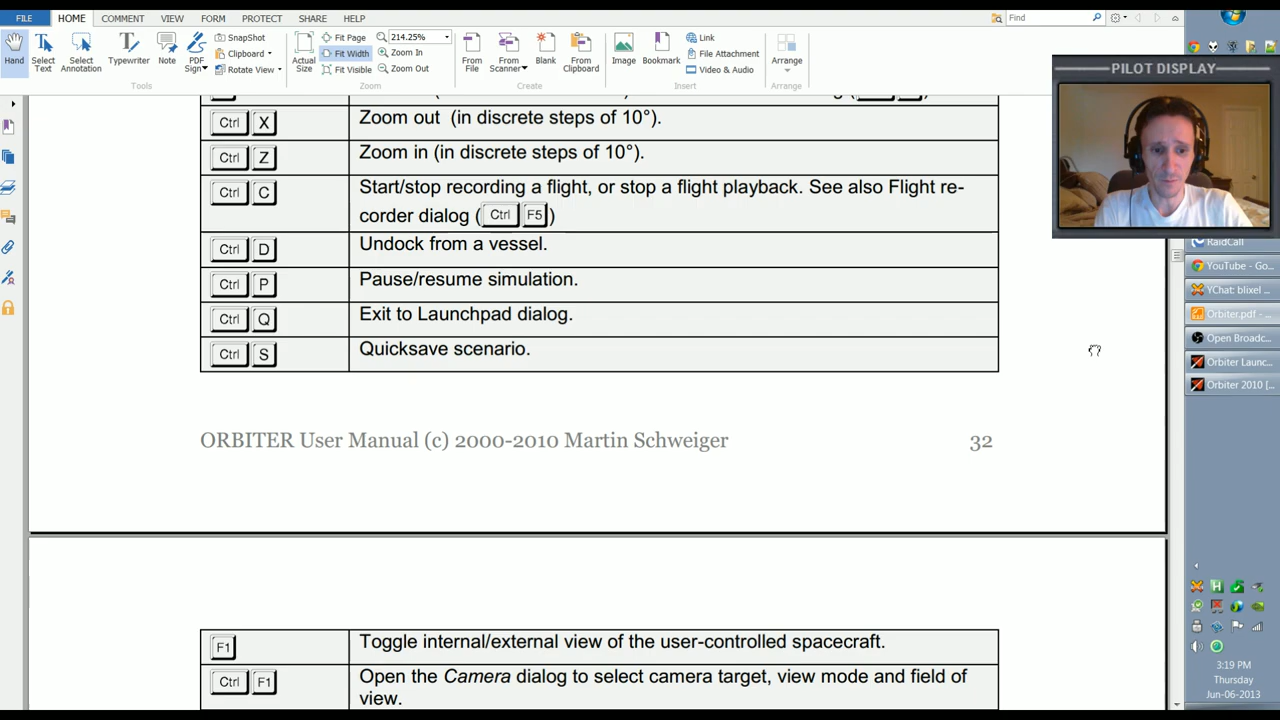 FILE HOME COMMENT VIEW FORM PROTECT SHARE HELP
Find
SnapShot
Clipboard
Rotate View
Hand
Select Text
Select Annotation
Typewriter
Note
PDF Sign
Tools
Actual Size
Fit Page
Fit Width
Fit Visible
214.25%
Zoom In
Zoom Out
Zoom
From File
From Scanner
Blank
From Clipboard
Create
Image
Bookmark
Link
File Attachment
Video & Audio
Insert
Arrange
Arrange
PILOT DISPLAY
Ctrl X Zoom out (in discrete steps of 10°).
Ctrl Z Zoom in (in discrete steps of 10°).
Ctrl C Start/stop recording a flight, or stop a flight playback. See also Flight re-
corder dialog (Ctrl F5)
Ctrl D Undock from a vessel.
Ctrl P Pause/resume simulation.
Ctrl Q Exit to Launchpad dialog.
Ctrl S Quicksave scenario.
ORBITER User Manual (c) 2000-2010 Martin Schweiger 32
F1 Toggle internal/external view of the user-controlled spacecraft.
Ctrl F1 Open the Camera dialog to select camera target, view mode and field of
view.
RaidCall
YouTube - Go...
YChat: blixel ...
Orbiter.pdf - ...
Open Broadc...
Orbiter Launc...
Orbiter 2010 [...
3:19 PM
Thursday
Jun-06-2013